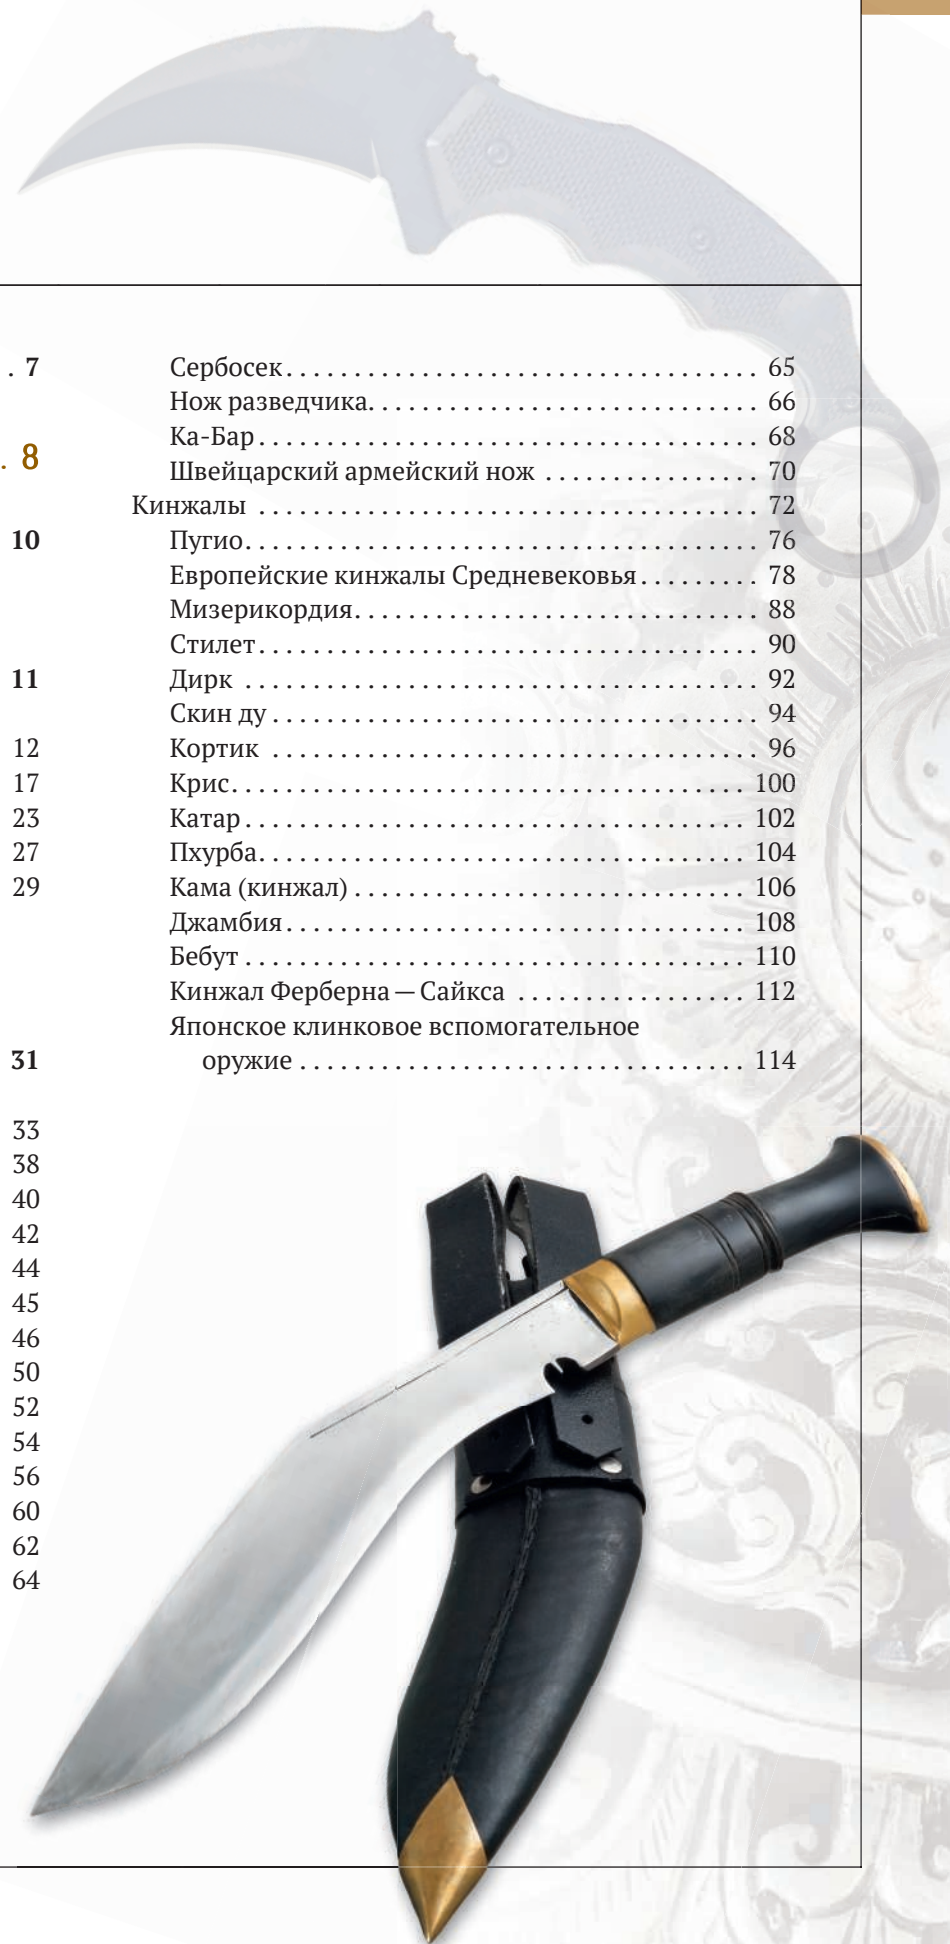 . 7
. 8
10
11
12
17
23
27
29
31
33
38
40
42
44
45
46
50
52
54
56
60
62
64
Сербосек. . . . . . . . . . . . . . . . . . . . . . . . . . . . . . . . . . . 65
Нож разведчика. . . . . . . . . . . . . . . . . . . . . . . . . . . . . 66
Ка-Бар . . . . . . . . . . . . . . . . . . . . . . . . . . . . . . . . . . . . . 68
Швейцарский армейский нож . . . . . . . . . . . . . . . . 70
Кинжалы . . . . . . . . . . . . . . . . . . . . . . . . . . . . . . . . . . . . . 72
Пугио. . . . . . . . . . . . . . . . . . . . . . . . . . . . . . . . . . . . . . 76
Европейские кинжалы Средневековья . . . . . . . . . 78
Мизерикордия. . . . . . . . . . . . . . . . . . . . . . . . . . . . . . 88
Стилет . . . . . . . . . . . . . . . . . . . . . . . . . . . . . . . . . . . . . 90
Дирк . . . . . . . . . . . . . . . . . . . . . . . . . . . . . . . . . . . . . . 92
Скин ду . . . . . . . . . . . . . . . . . . . . . . . . . . . . . . . . . . . . 94
Кортик . . . . . . . . . . . . . . . . . . . . . . . . . . . . . . . . . . . . 96
Крис. . . . . . . . . . . . . . . . . . . . . . . . . . . . . . . . . . . . . . 100
Катар . . . . . . . . . . . . . . . . . . . . . . . . . . . . . . . . . . . . . 102
Пхурба. . . . . . . . . . . . . . . . . . . . . . . . . . . . . . . . . . . . 104
Кама (кинжал) . . . . . . . . . . . . . . . . . . . . . . . . . . . . . 106
Джамбия . . . . . . . . . . . . . . . . . . . . . . . . . . . . . . . . . . 108
Бебут . . . . . . . . . . . . . . . . . . . . . . . . . . . . . . . . . . . . . 110
Кинжал Ферберна — Сайкса . . . . . . . . . . . . . . . . . 112
Японское клинковое вспомогательное
оружие . . . . . . . . . . . . . . . . . . . . . . . . . . . . . . . . . 114